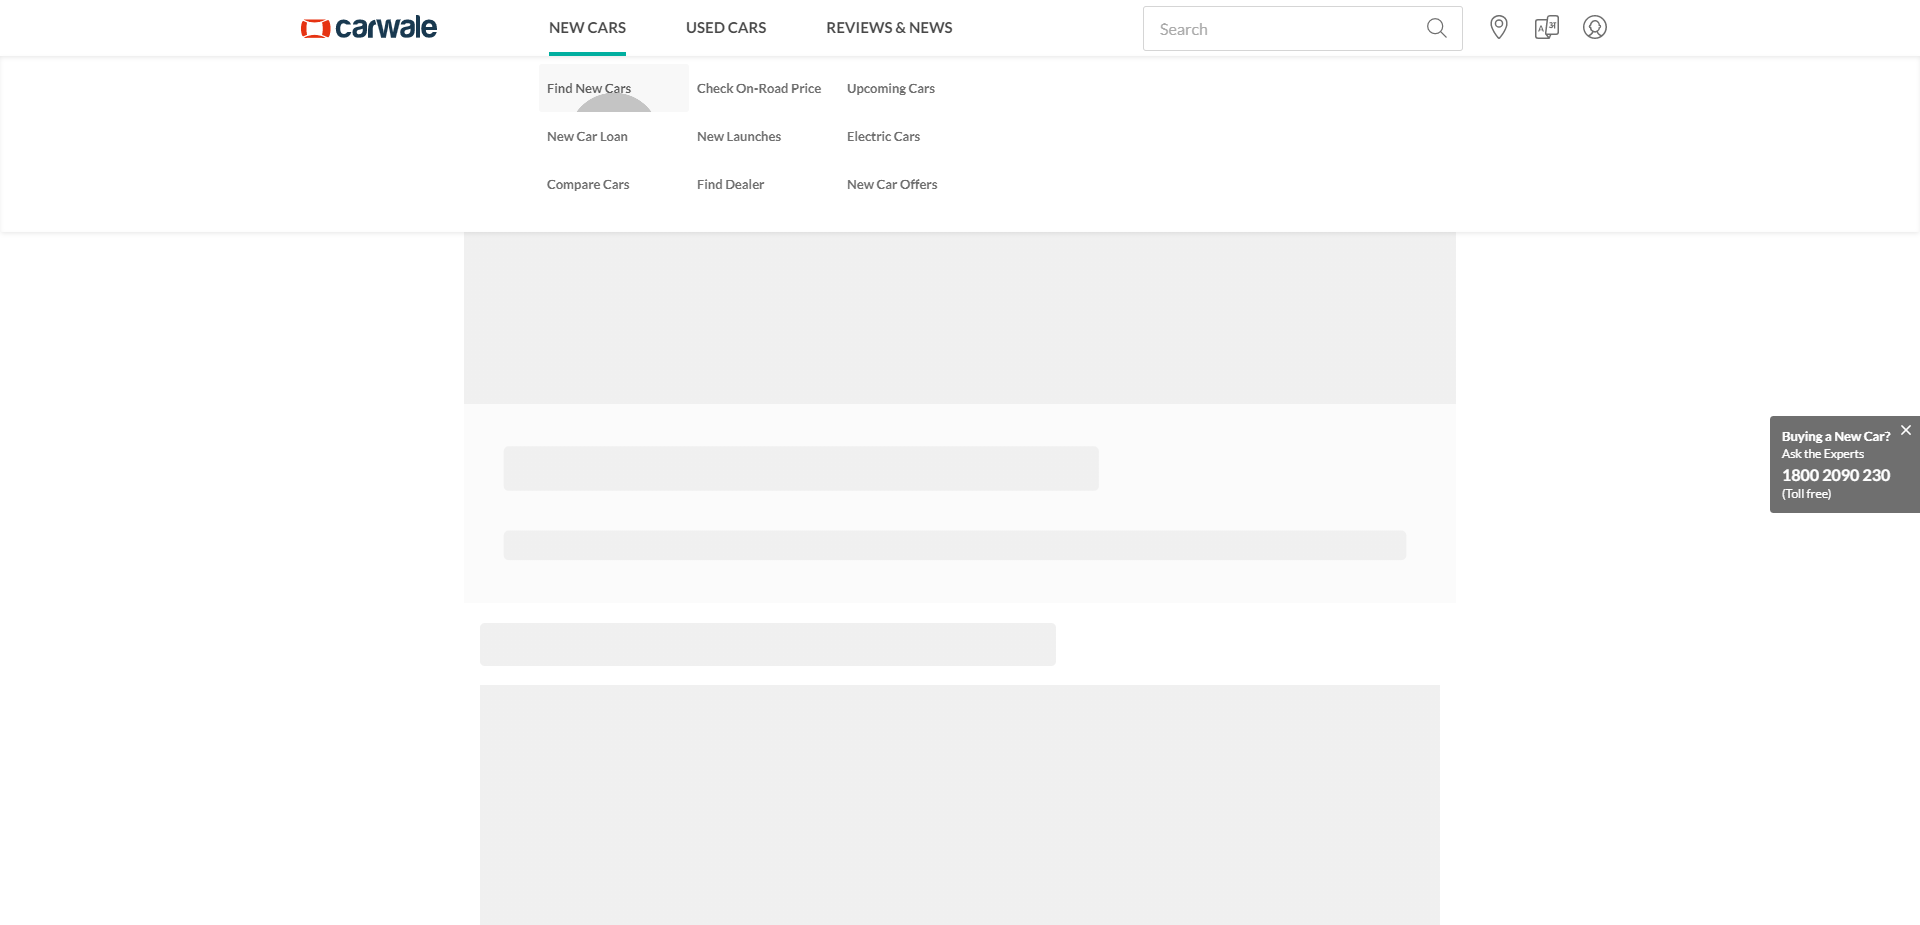 carwale
NEW CARS
USED CARS
REVIEWS & NEWS
Search
Find New Cars
Check On-Road Price
Upcoming Cars
New Car Loan
New Launches
Electric Cars
Compare Cars
Find Dealer
New Car Offers
Buying a New Car?
Ask the Experts
1800 2090 230
(Toll free)